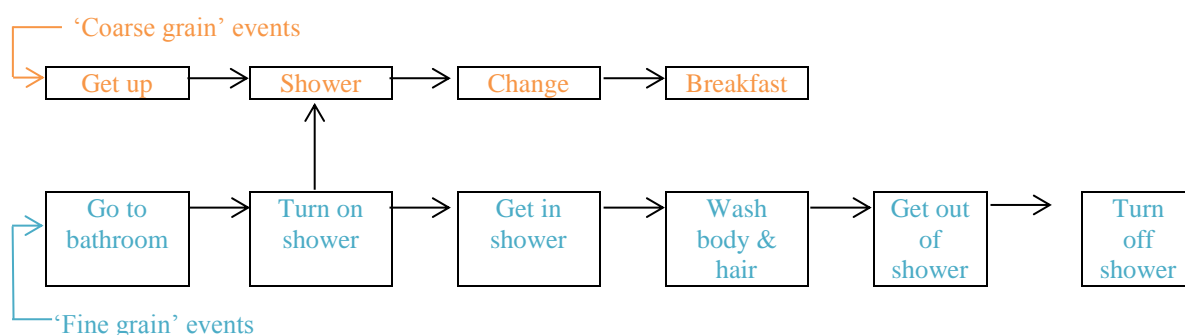 ‘Coarse grain’ events
Get up
Shower
Change
Breakfast
Go to
bathroom
Turn on
shower
Get in
shower
Wash
body &
hair
Get out
of
shower
Turn
off
shower
‘Fine grain’ events